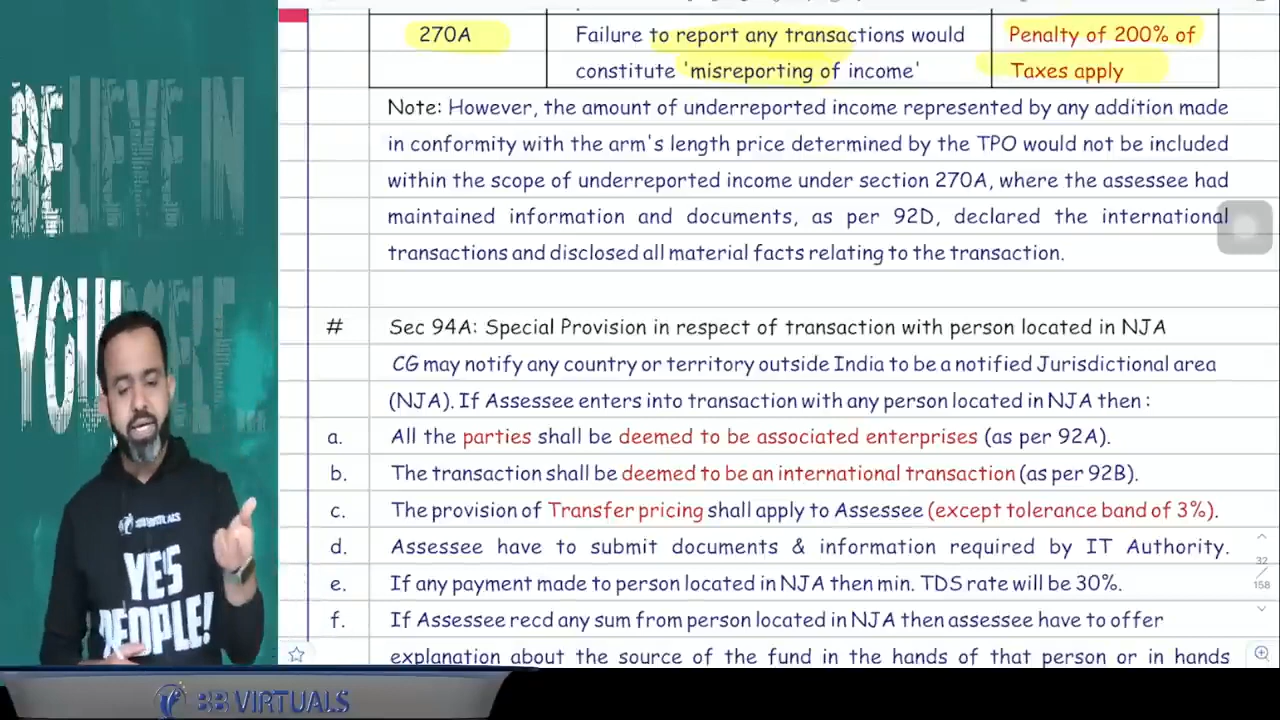 BELIEVE IN
YOURSELF
270A
Failure to report any transactions would
constitute 'misreporting of income'
Penalty of 200% of
Taxes apply
Note: However, the amount of underreported income represented by any addition made
in conformity with the arm's length price determined by the TPO would not be included
within the scope of underreported income under section 270A, where the assessee had
maintained information and documents, as per 92D, declared the international
transactions and disclosed all material facts relating to the transaction.
# Sec 94A: Special Provision in respect of transaction with person located in NJA
CG may notify any country or territory outside India to be a notified Jurisdictional area
(NJA). If Assessee enters into transaction with any person located in NJA then :
a. All the parties shall be deemed to be associated enterprises (as per 92A).
b. The transaction shall be deemed to be an international transaction (as per 92B).
c. The provision of Transfer pricing shall apply to Assessee (except tolerance band of 3%).
d. Assessee have to submit documents & information required by IT Authority.
e. If any payment made to person located in NJA then min. TDS rate will be 30%.
f. If Assessee recd any sum from person located in NJA then assessee have to offer
explanation about the source of the fund in the hands of that person or in hands
32
158
BB VIRTUALS
YES
PEOPLE!
BB VIRTUALS